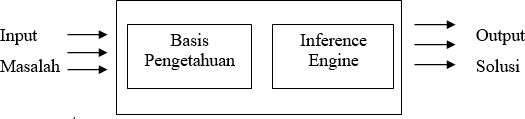 Input
Masalah
Basis
Pengetahuan
Inference
Engine
Output
Solusi